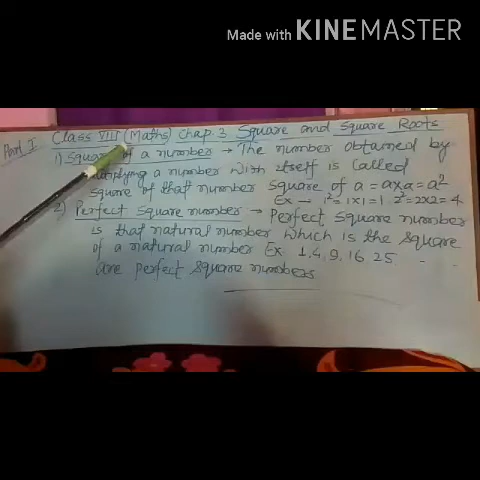 Made with KINEMASTER
Part I
Class VIII (Maths) Chap. 3 Square and Square Roots
1) Square of a number → The number obtained by
multiplying a number with itself is called
square of that number square of a = a×a = a²
Ex → 1² = 1×1 = 1 2² = 2×2 = 4
2) Perfect Square number → Perfect Square number
is that natural number which is the square
of a natural number Ex 1, 4, 9, 16 25 - -
are perfect square numbers